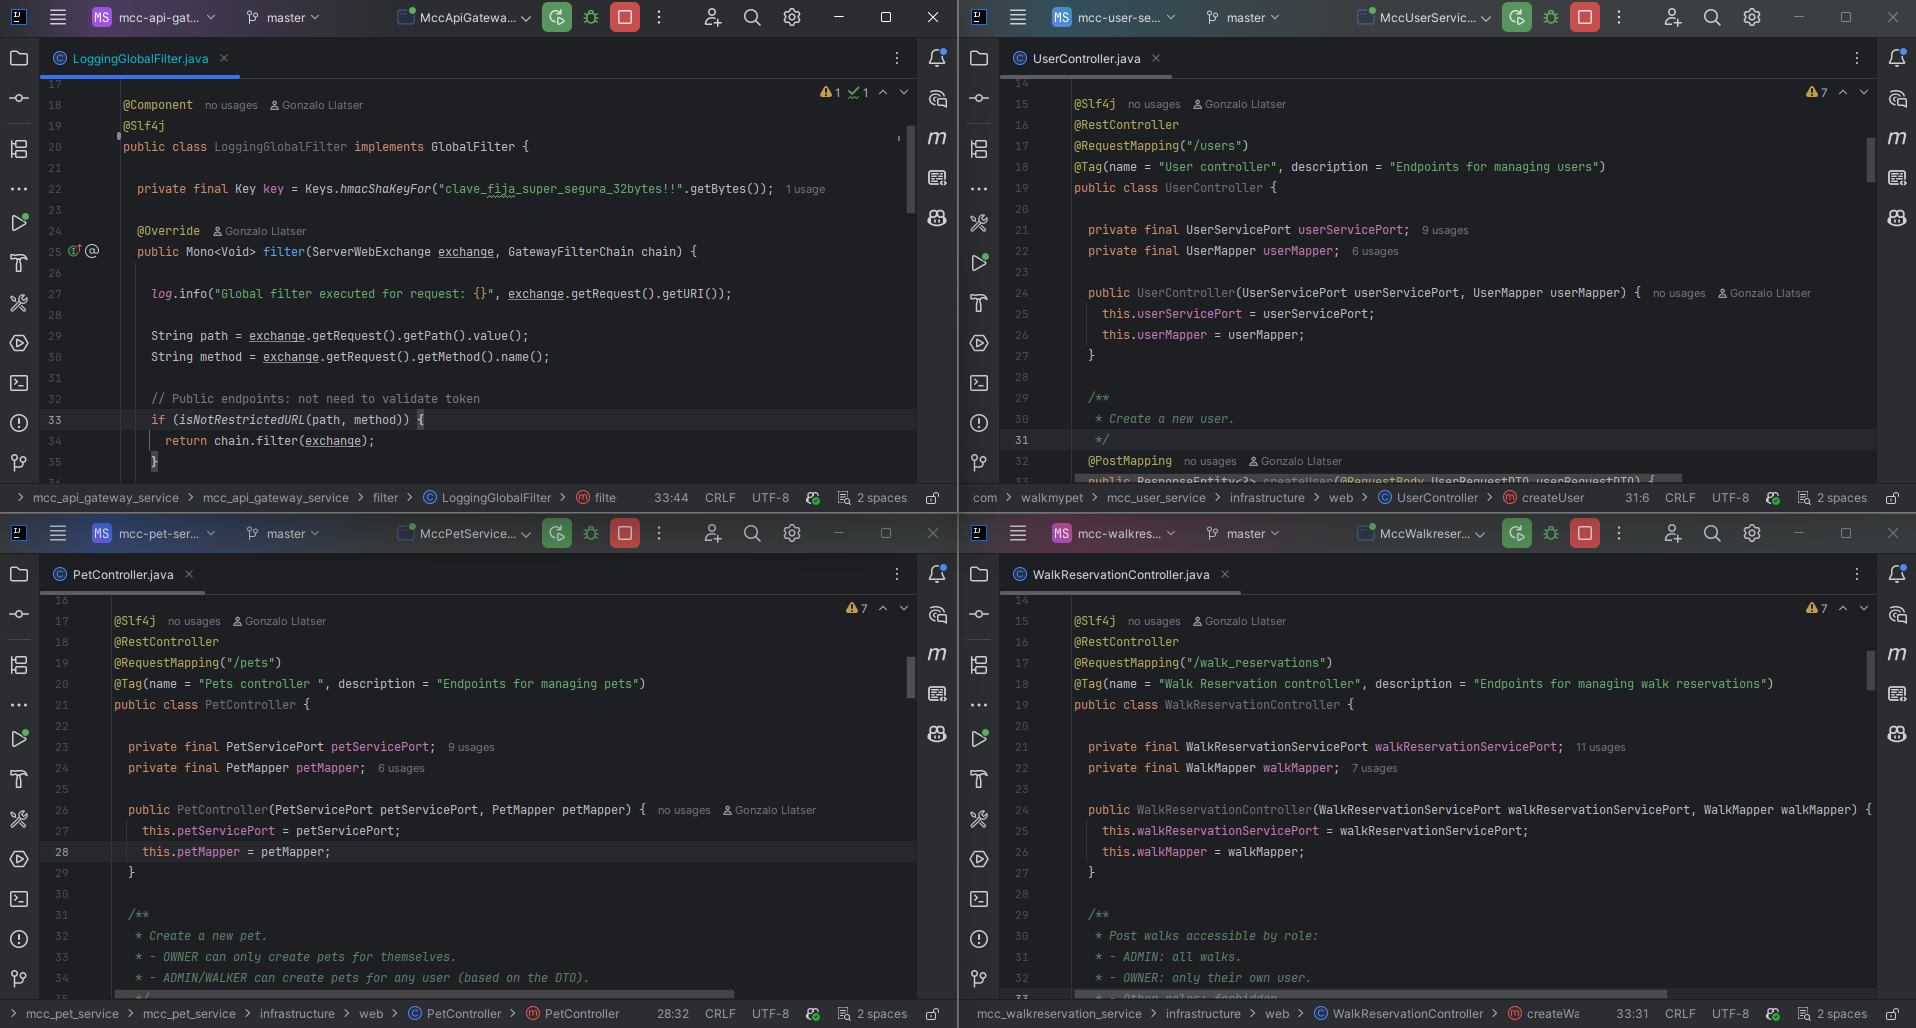 MS mcc-api-gat... master MccApiGatewa...
LoggingGlobalFilter.java
17
1 1
18 @Component no usages Gonzalo Llatser
19 @Slf4j
20 public class LoggingGlobalFilter implements GlobalFilter {
21
22 private final Key key = Keys.hmacShaKeyFor("clave_fija_super_segura_32bytes!!".getBytes()); 1 usage
23
24 @Override Gonzalo Llatser
25 public Mono<Void> filter(ServerWebExchange exchange, GatewayFilterChain chain) {
26
27 log.info("Global filter executed for request: {}", exchange.getRequest().getURI());
28
29 String path = exchange.getRequest().getPath().value();
30 String method = exchange.getRequest().getMethod().name();
31
32 // Public endpoints: not need to validate token
33 if (isNotRestrictedURL(path, method)) {
34 return chain.filter(exchange);
35 }
mcc_api_gateway_service > mcc_api_gateway_service > filter > LoggingGlobalFilter > filte 33:44 CRLF UTF-8 2 spaces
MS mcc-user-se... master MccUserServic...
UserController.java
14
7
15 @Slf4j no usages Gonzalo Llatser
16 @RestController
17 @RequestMapping("/users")
18 @Tag(name = "User controller", description = "Endpoints for managing users")
19 public class UserController {
20
21 private final UserServicePort userServicePort; 9 usages
22 private final UserMapper userMapper; 6 usages
23
24 public UserController(UserServicePort userServicePort, UserMapper userMapper) { no usages Gonzalo Llatser
25 this.userServicePort = userServicePort;
26 this.userMapper = userMapper;
27 }
28
29 /**
30 * Create a new user.
31 */
32 @PostMapping no usages Gonzalo Llatser
33 public ResponseEntity<?> createUser(@RequestBody UserRequestDTO userRequestDTO) {
com > walkmypet > mcc_user_service > infrastructure > web > UserController > createUser 31:6 CRLF UTF-8 2 spaces
MS mcc-pet-ser... master MccPetService...
PetController.java
16
7
17 @Slf4j no usages Gonzalo Llatser
18 @RestController
19 @RequestMapping("/pets")
20 @Tag(name = "Pets controller ", description = "Endpoints for managing pets")
21 public class PetController {
22
23 private final PetServicePort petServicePort; 9 usages
24 private final PetMapper petMapper; 6 usages
25
26 public PetController(PetServicePort petServicePort, PetMapper petMapper) { no usages Gonzalo Llatser
27 this.petServicePort = petServicePort;
28 this.petMapper = petMapper;
29 }
30
31 /**
32 * Create a new pet.
33 * - OWNER can only create pets for themselves.
34 * - ADMIN/WALKER can create pets for any user (based on the DTO).
35 */
mcc_pet_service > mcc_pet_service > infrastructure > web > PetController > PetController 28:32 CRLF UTF-8 2 spaces
MS mcc-walkres... master MccWalkreser...
WalkReservationController.java
14
7
15 @Slf4j no usages Gonzalo Llatser
16 @RestController
17 @RequestMapping("/walk_reservations")
18 @Tag(name = "Walk Reservation controller", description = "Endpoints for managing walk reservations")
19 public class WalkReservationController {
20
21 private final WalkReservationServicePort walkReservationServicePort; 11 usages
22 private final WalkMapper walkMapper; 7 usages
23
24 public WalkReservationController(WalkReservationServicePort walkReservationServicePort, WalkMapper walkMapper) {
25 this.walkReservationServicePort = walkReservationServicePort;
26 this.walkMapper = walkMapper;
27 }
28
29 /**
30 * Post walks accessible by role:
31 * - ADMIN: all walks.
32 * - OWNER: only their own user.
33 * - Other roles: forbidden
mcc_walkreservation_service > infrastructure > web > WalkReservationController > createWa 33:31 CRLF UTF-8 2 spaces